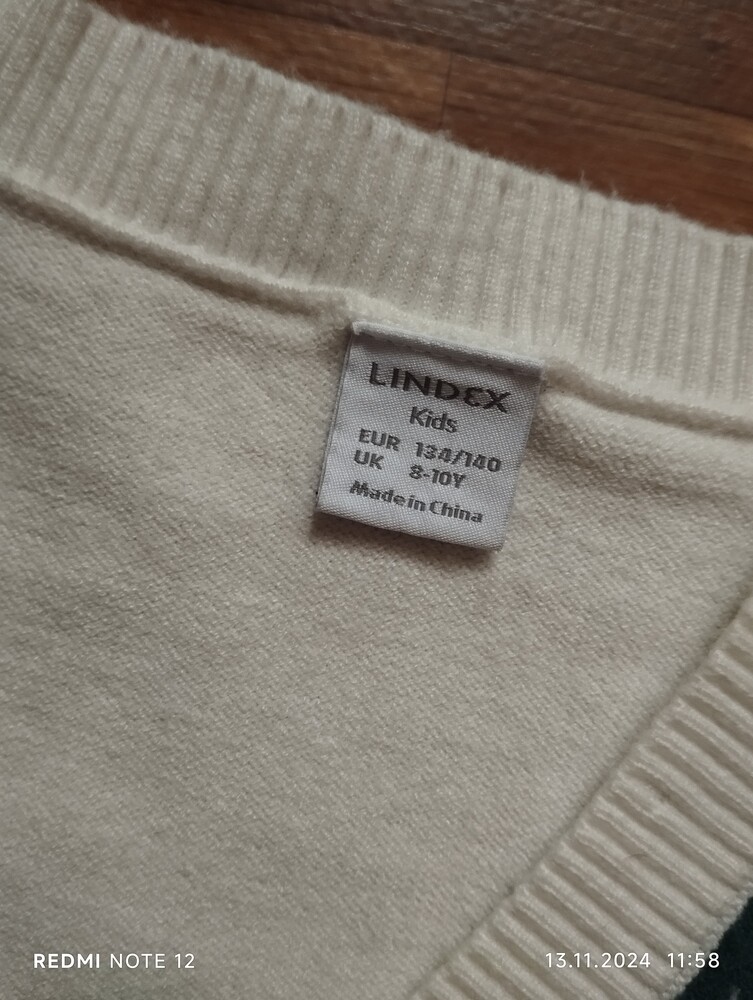 LINDEX
Kids
EUR 134/140
UK 8-10Y
Made in China
REDMI NOTE 12
13.11.2024 11:58